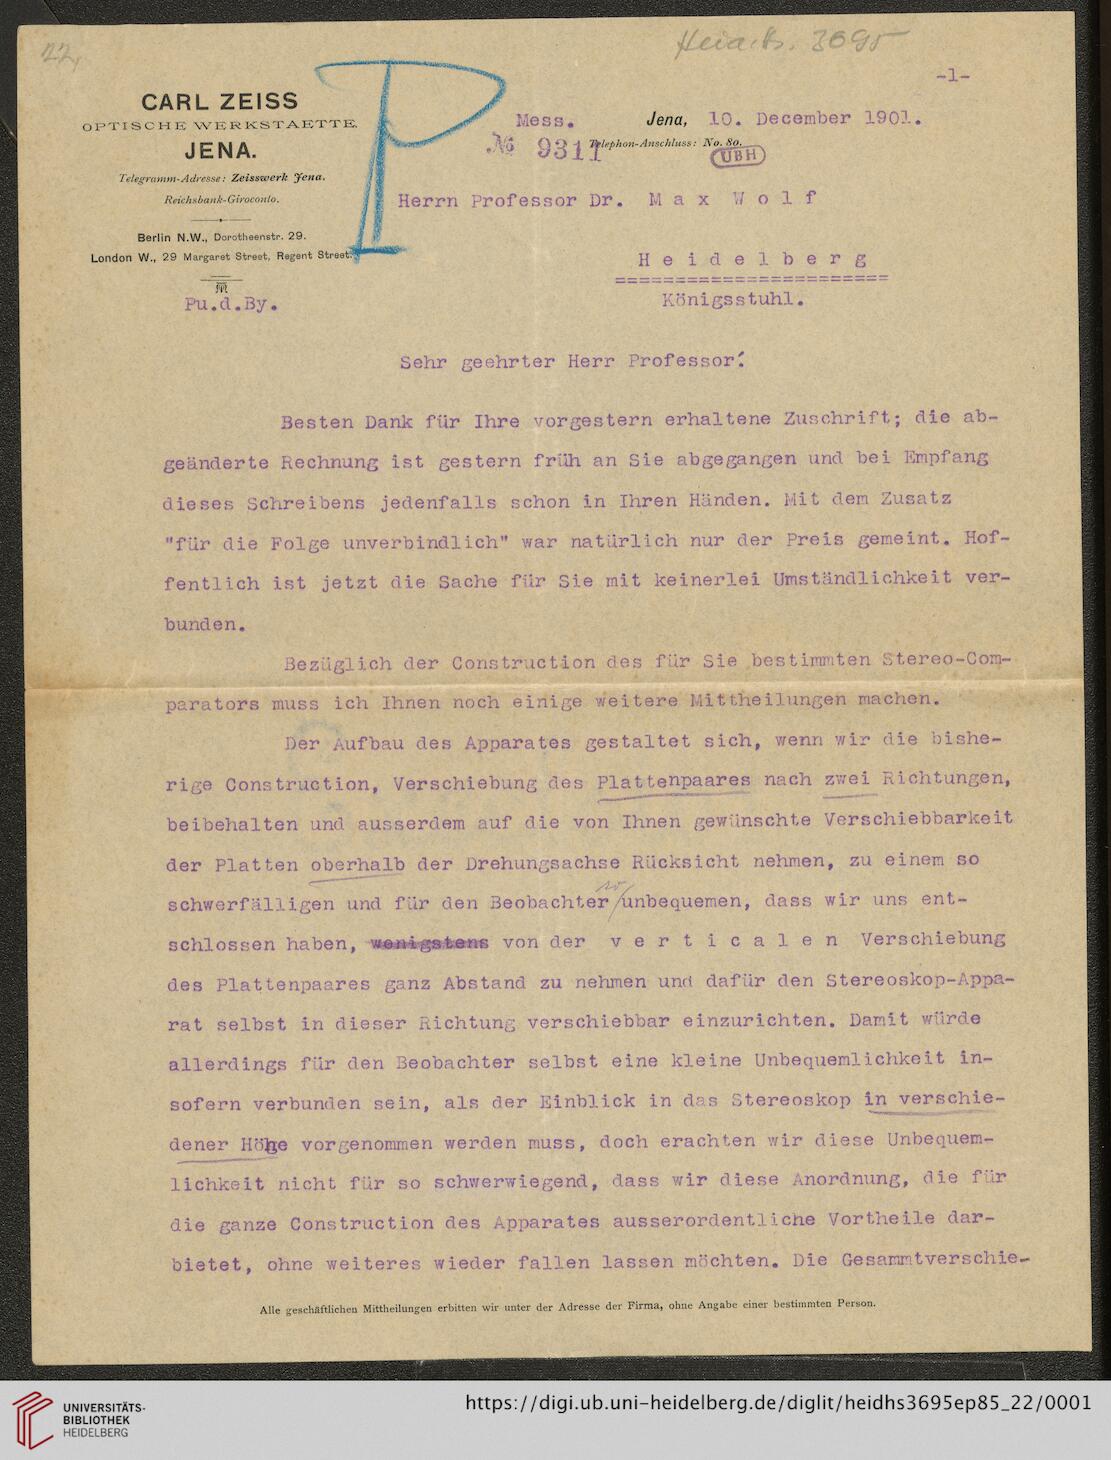 22,
Heid. Hs. 3695
-1-
CARL ZEISS
OPTISCHE WERKSTAETTE.
JENA.
Telegramm-Adresse: Zeisswerk Jena.
Reichsbank-Giroconto.
Berlin N.W., Dorotheenstr. 29.
London W., 29 Margaret Street, Regent Street.
Pu.d.By.
P
Mess.
№ 9311
Jena, 10. December 1901.
Telephon-Anschluss: No. 80.
UBH
Herrn Professor Dr. M a x W o l f
H e i d e l b e r g
Königsstuhl.
Sehr geehrter Herr Professor!
Besten Dank für Ihre vorgestern erhaltene Zuschrift; die ab-
geänderte Rechnung ist gestern früh an Sie abgegangen und bei Empfang
dieses Schreibens jedenfalls schon in Ihren Händen. Mit dem Zusatz
"für die Folge unverbindlich" war natürlich nur der Preis gemeint. Hof-
fentlich ist jetzt die Sache für Sie mit keinerlei Umständlichkeit ver-
bunden.
Bezüglich der Construction des für Sie bestimmten Stereo-Com-
parators muss ich Ihnen noch einige weitere Mittheilungen machen.
Der Aufbau des Apparates gestaltet sich, wenn wir die bishe-
rige Construction, Verschiebung des Plattenpaares nach zwei Richtungen,
beibehalten und ausserdem auf die von Ihnen gewünschte Verschiebbarkeit
der Platten oberhalb der Drehungsachse Rücksicht nehmen, zu einem so
schwerfälligen und für den Beobachter so unbequemen, dass wir uns ent-
schlossen haben, wenigstens von der v e r t i c a l e n Verschiebung
des Plattenpaares ganz Abstand zu nehmen und dafür den Stereoskop-Appa-
rat selbst in dieser Richtung verschiebbar einzurichten. Damit würde
allerdings für den Beobachter selbst eine kleine Unbequemlichkeit in-
sofern verbunden sein, als der Einblick in das Stereoskop in verschie-
dener Höhe vorgenommen werden muss, doch erachten wir diese Unbequem-
lichkeit nicht für so schwerwiegend, dass wir diese Anordnung, die für
die ganze Construction des Apparates ausserordentliche Vortheile dar-
bietet, ohne weiteres wieder fallen lassen möchten. Die Gesammtverschie-
Alle geschäftlichen Mittheilungen erbitten wir unter der Adresse der Firma, ohne Angabe einer bestimmten Person.
UNIVERSITÄTS-
BIBLIOTHEK
HEIDELBERG
https://digi.ub.uni-heidelberg.de/diglit/heidhs3695ep85_22/0001